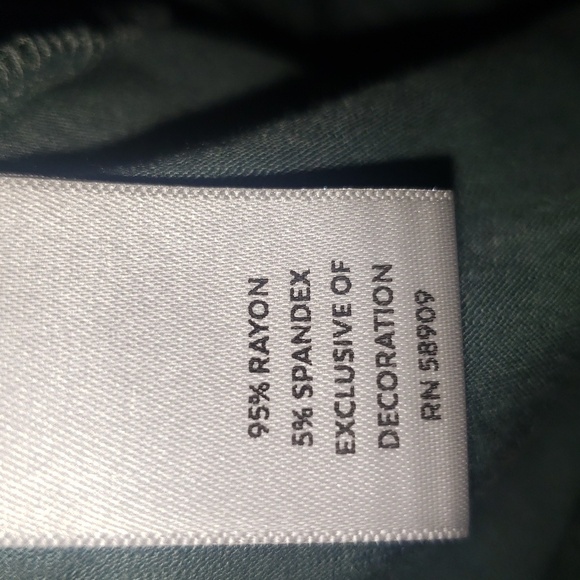 95% RAYON
5% SPANDEX
EXCLUSIVE OF
DECORATION
RN 58909